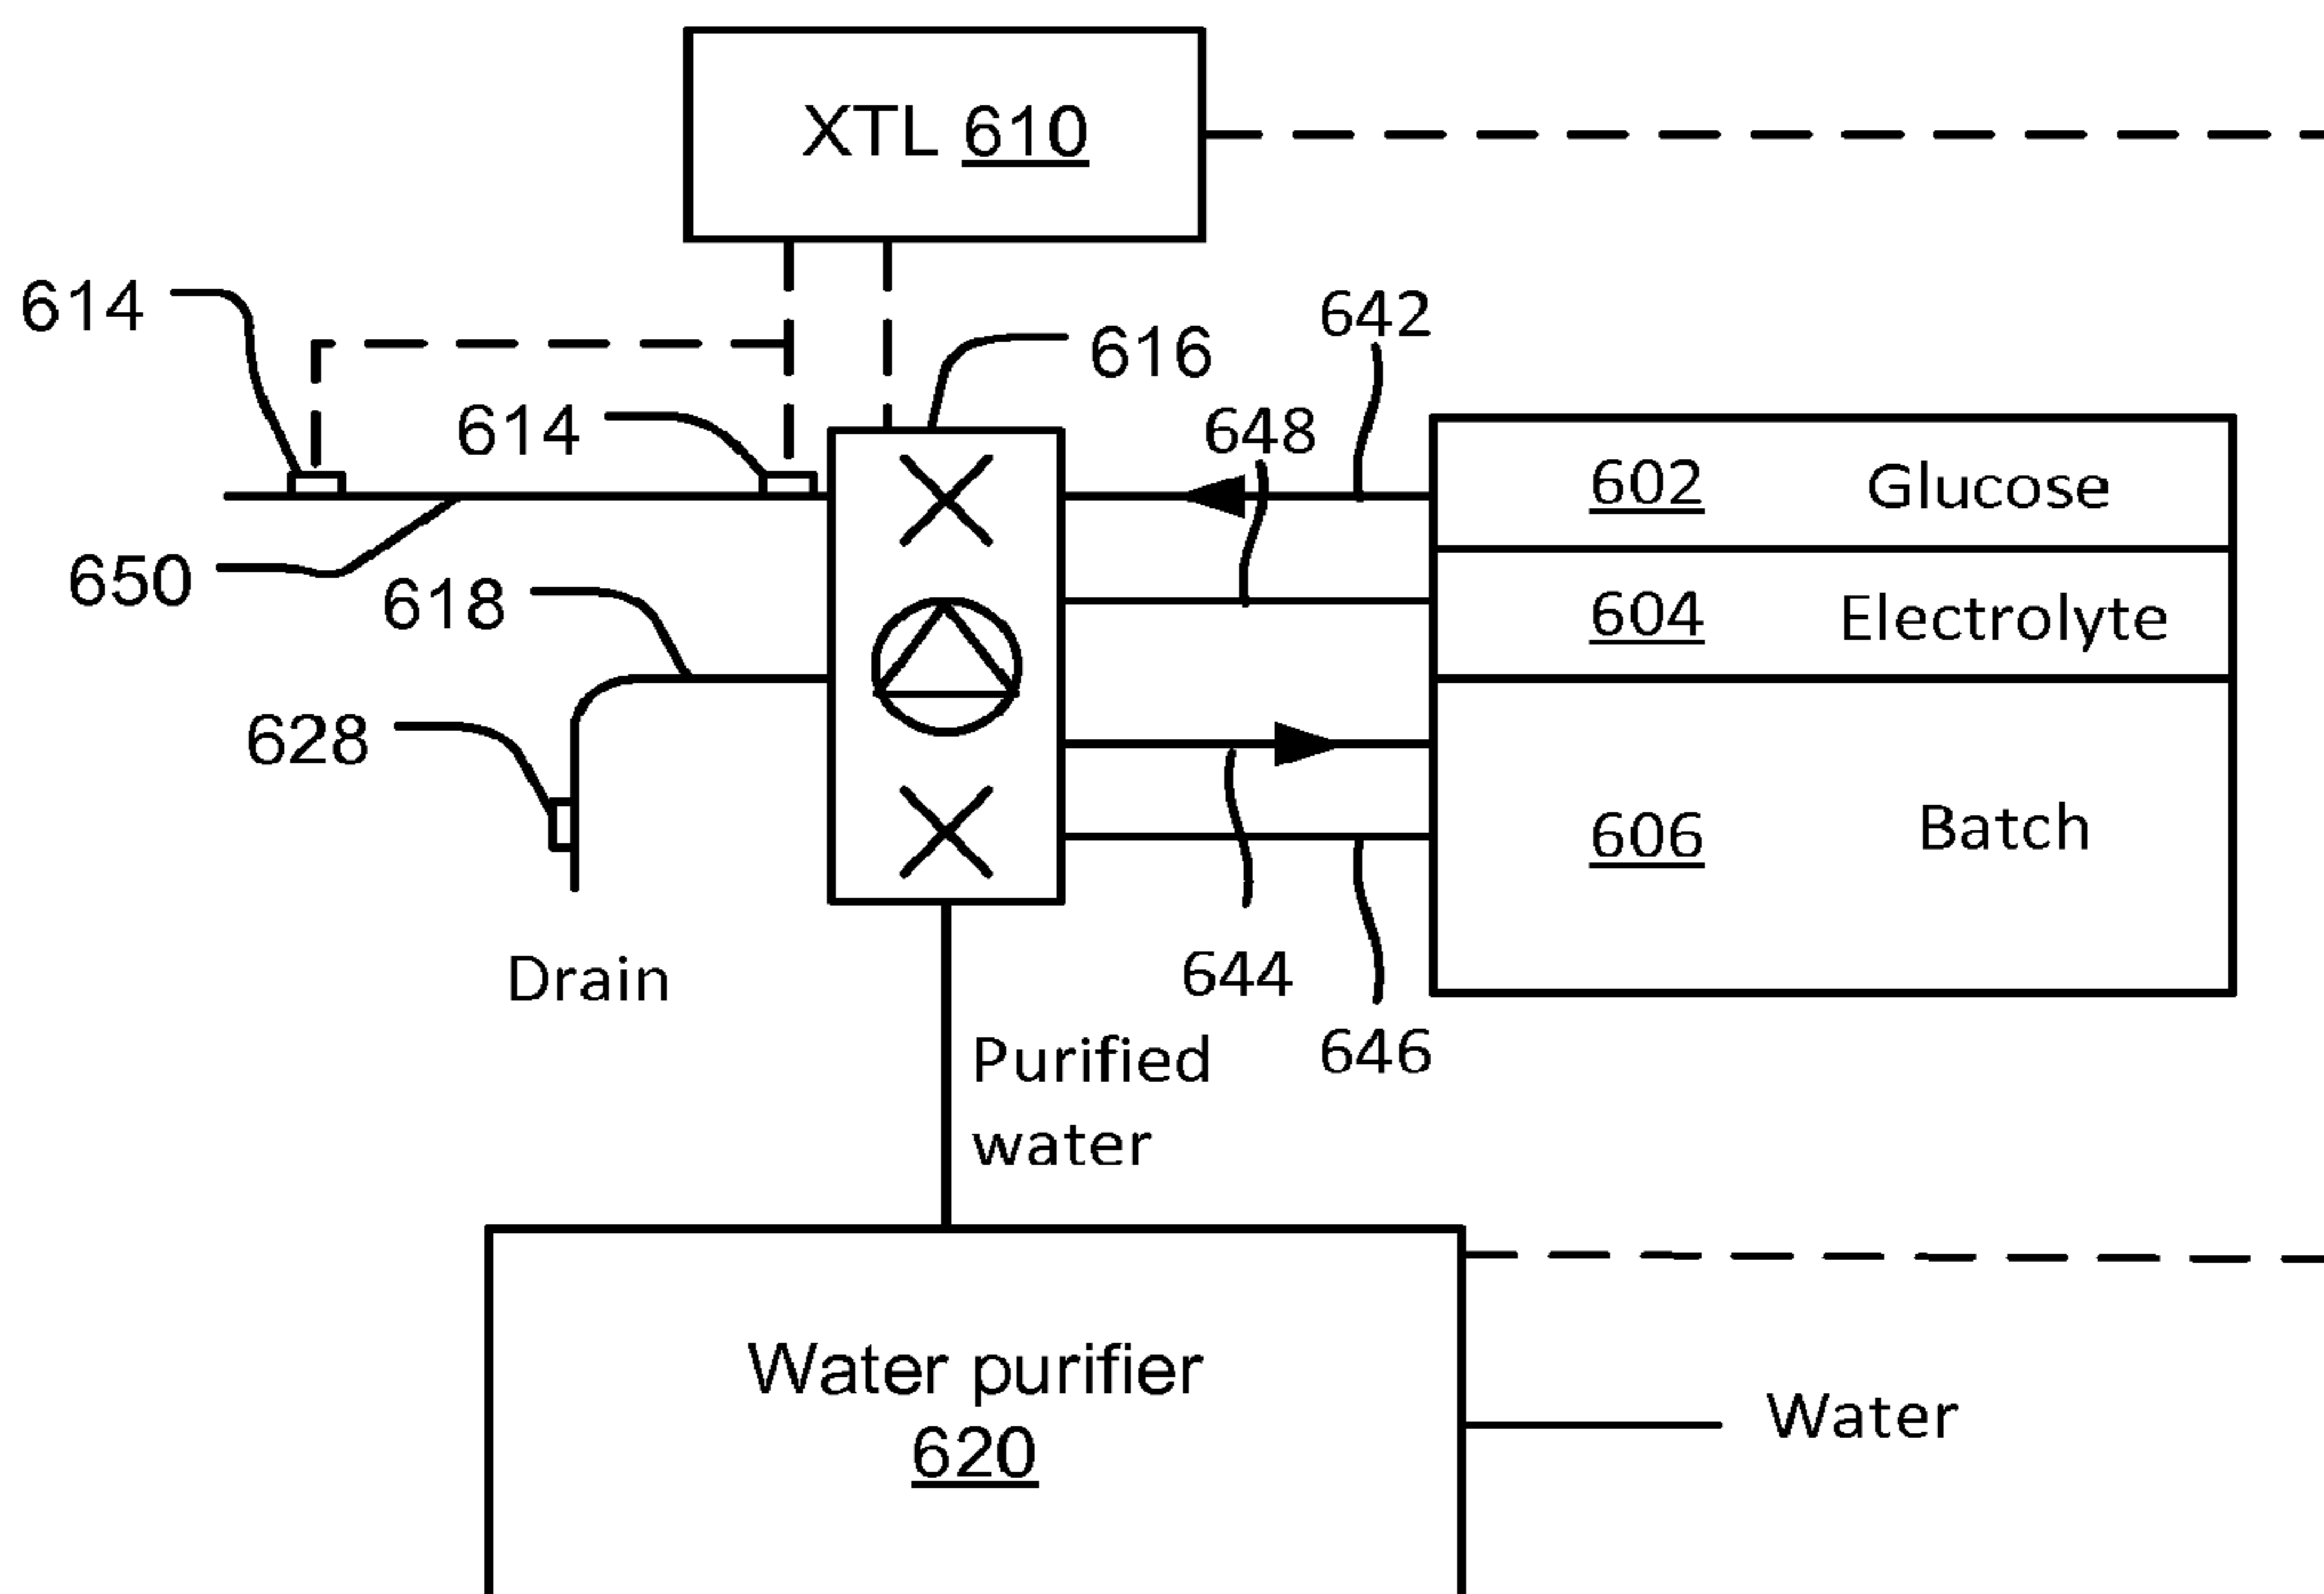 XTL 610
614
642
616
614
648
602 Glucose
650
618
604 Electrolyte
628
606 Batch
Drain
644
646
Purified
water
Water purifier
620
Water